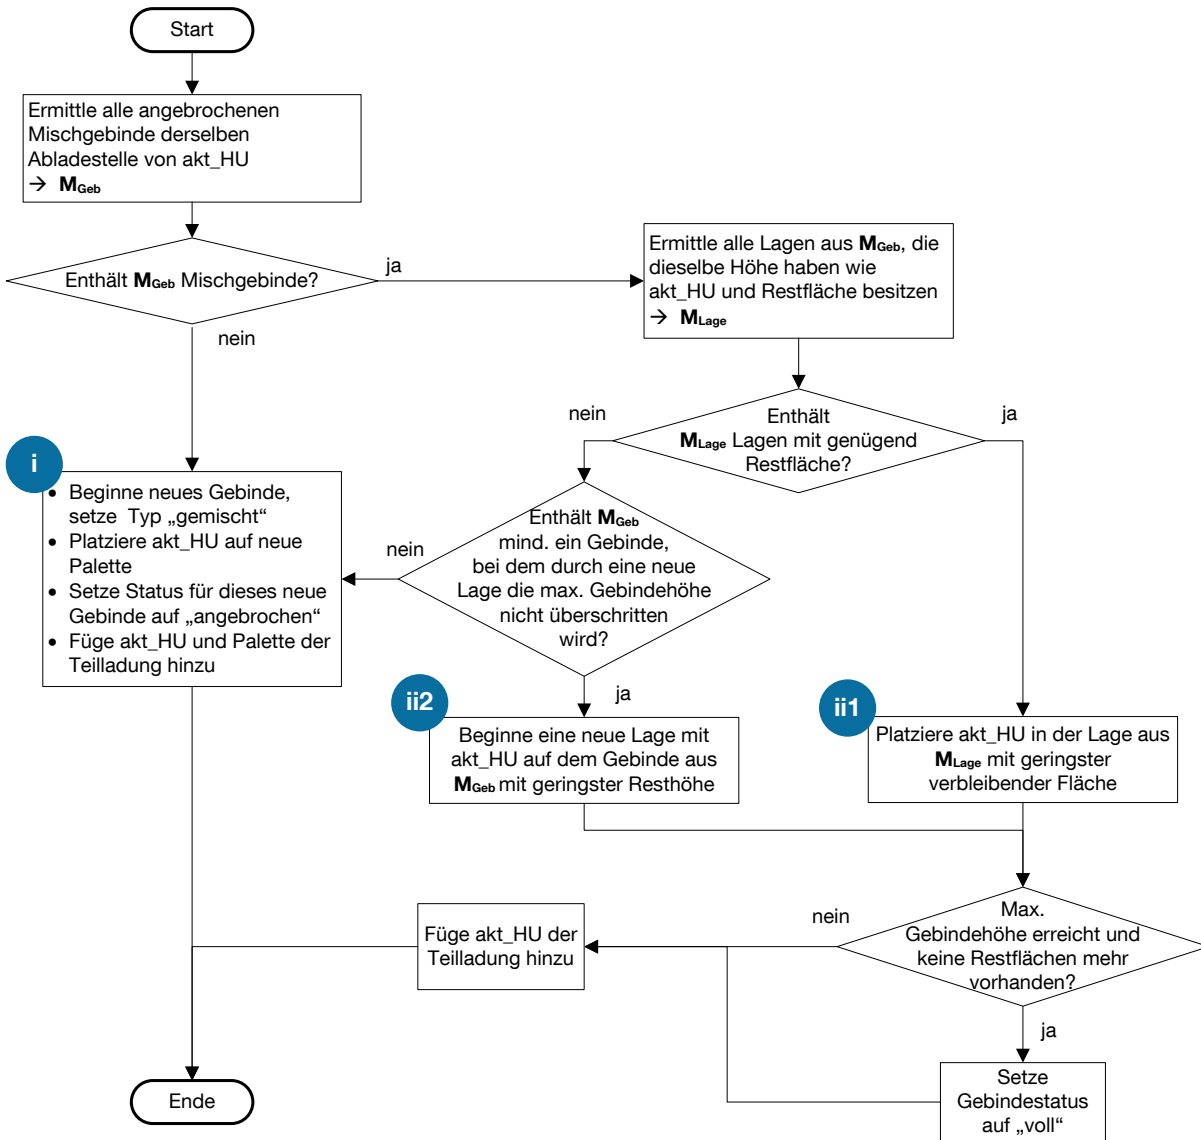 Start
Ermittle alle angebrochenen
Mischgebinde derselben
Abladestelle von akt_HU
→ MGeb
Enthält MGeb Mischgebinde?
ja
nein
Ermittle alle Lagen aus MGeb, die
dieselbe Höhe haben wie
akt_HU und Restfläche besitzen
→ MLage
Enthält
MLage Lagen mit genügend
Restfläche?
nein
ja
i
• Beginne neues Gebinde,
setze Typ „gemischt“
• Platziere akt_HU auf neue
Palette
• Setze Status für dieses neue
Gebinde auf „angebrochen“
• Füge akt_HU und Palette der
Teilladung hinzu
Enthält MGeb
mind. ein Gebinde,
bei dem durch eine neue
Lage die max. Gebindehöhe
nicht überschritten
wird?
nein
ja
ii2
Beginne eine neue Lage mit
akt_HU auf dem Gebinde aus
MGeb mit geringster Resthöhe
ii1
Platziere akt_HU in der Lage aus
MLage mit geringster
verbleibender Fläche
Max.
Gebindehöhe erreicht und
keine Restflächen mehr
vorhanden?
nein
ja
Füge akt_HU der
Teilladung hinzu
Setze
Gebindestatus
auf „voll“
Ende